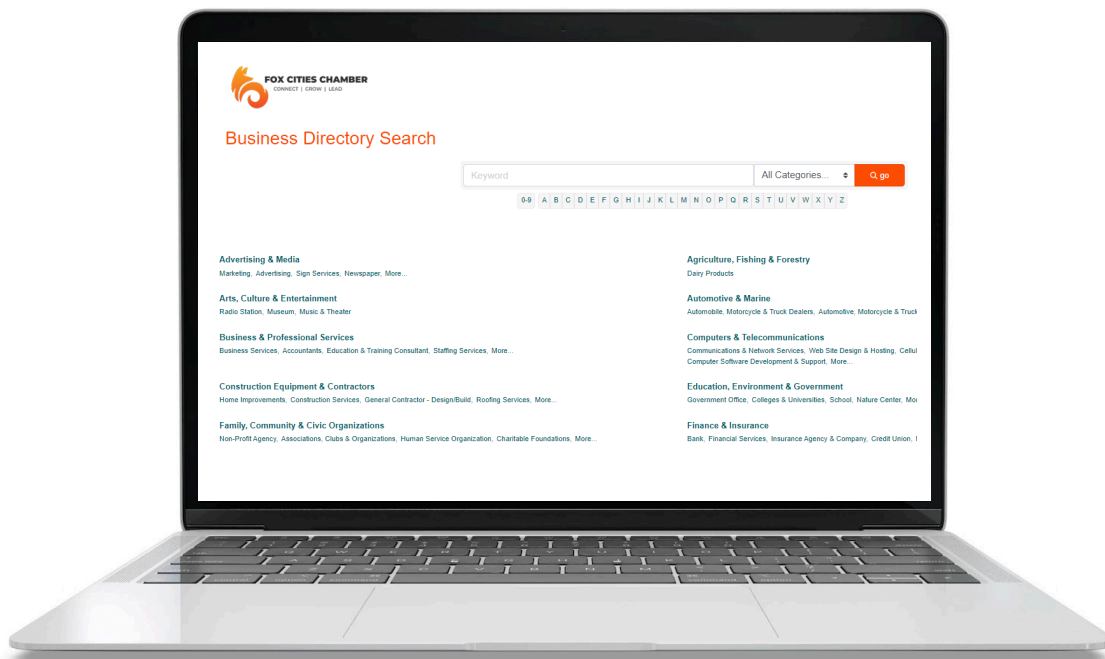 FOX CITIES CHAMBER
CONNECT | GROW | LEAD
Business Directory Search
Keyword
All Categories...
go
0-9 A B C D E F G H I J K L M N O P Q R S T U V W X Y Z
Advertising & Media
Marketing, Advertising, Sign Services, Newspaper, More...
Agriculture, Fishing & Forestry
Dairy Products
Arts, Culture & Entertainment
Radio Station, Museum, Music & Theater
Automotive & Marine
Automobile, Motorcycle & Truck Dealers, Automotive, Motorcycle & Truck
Business & Professional Services
Business Services, Accountants, Education & Training Consultant, Staffing Services, More...
Computers & Telecommunications
Communications & Network Services, Web Site Design & Hosting, Cellul
Computer Software Development & Support, More...
Construction Equipment & Contractors
Home Improvements, Construction Services, General Contractor - Design/Build, Roofing Services, More...
Education, Environment & Government
Government Office, Colleges & Universities, School, Nature Center, Mor
Family, Community & Civic Organizations
Non-Profit Agency, Associations, Clubs & Organizations, Human Service Organization, Charitable Foundations, More...
Finance & Insurance
Bank, Financial Services, Insurance Agency & Company, Credit Union,